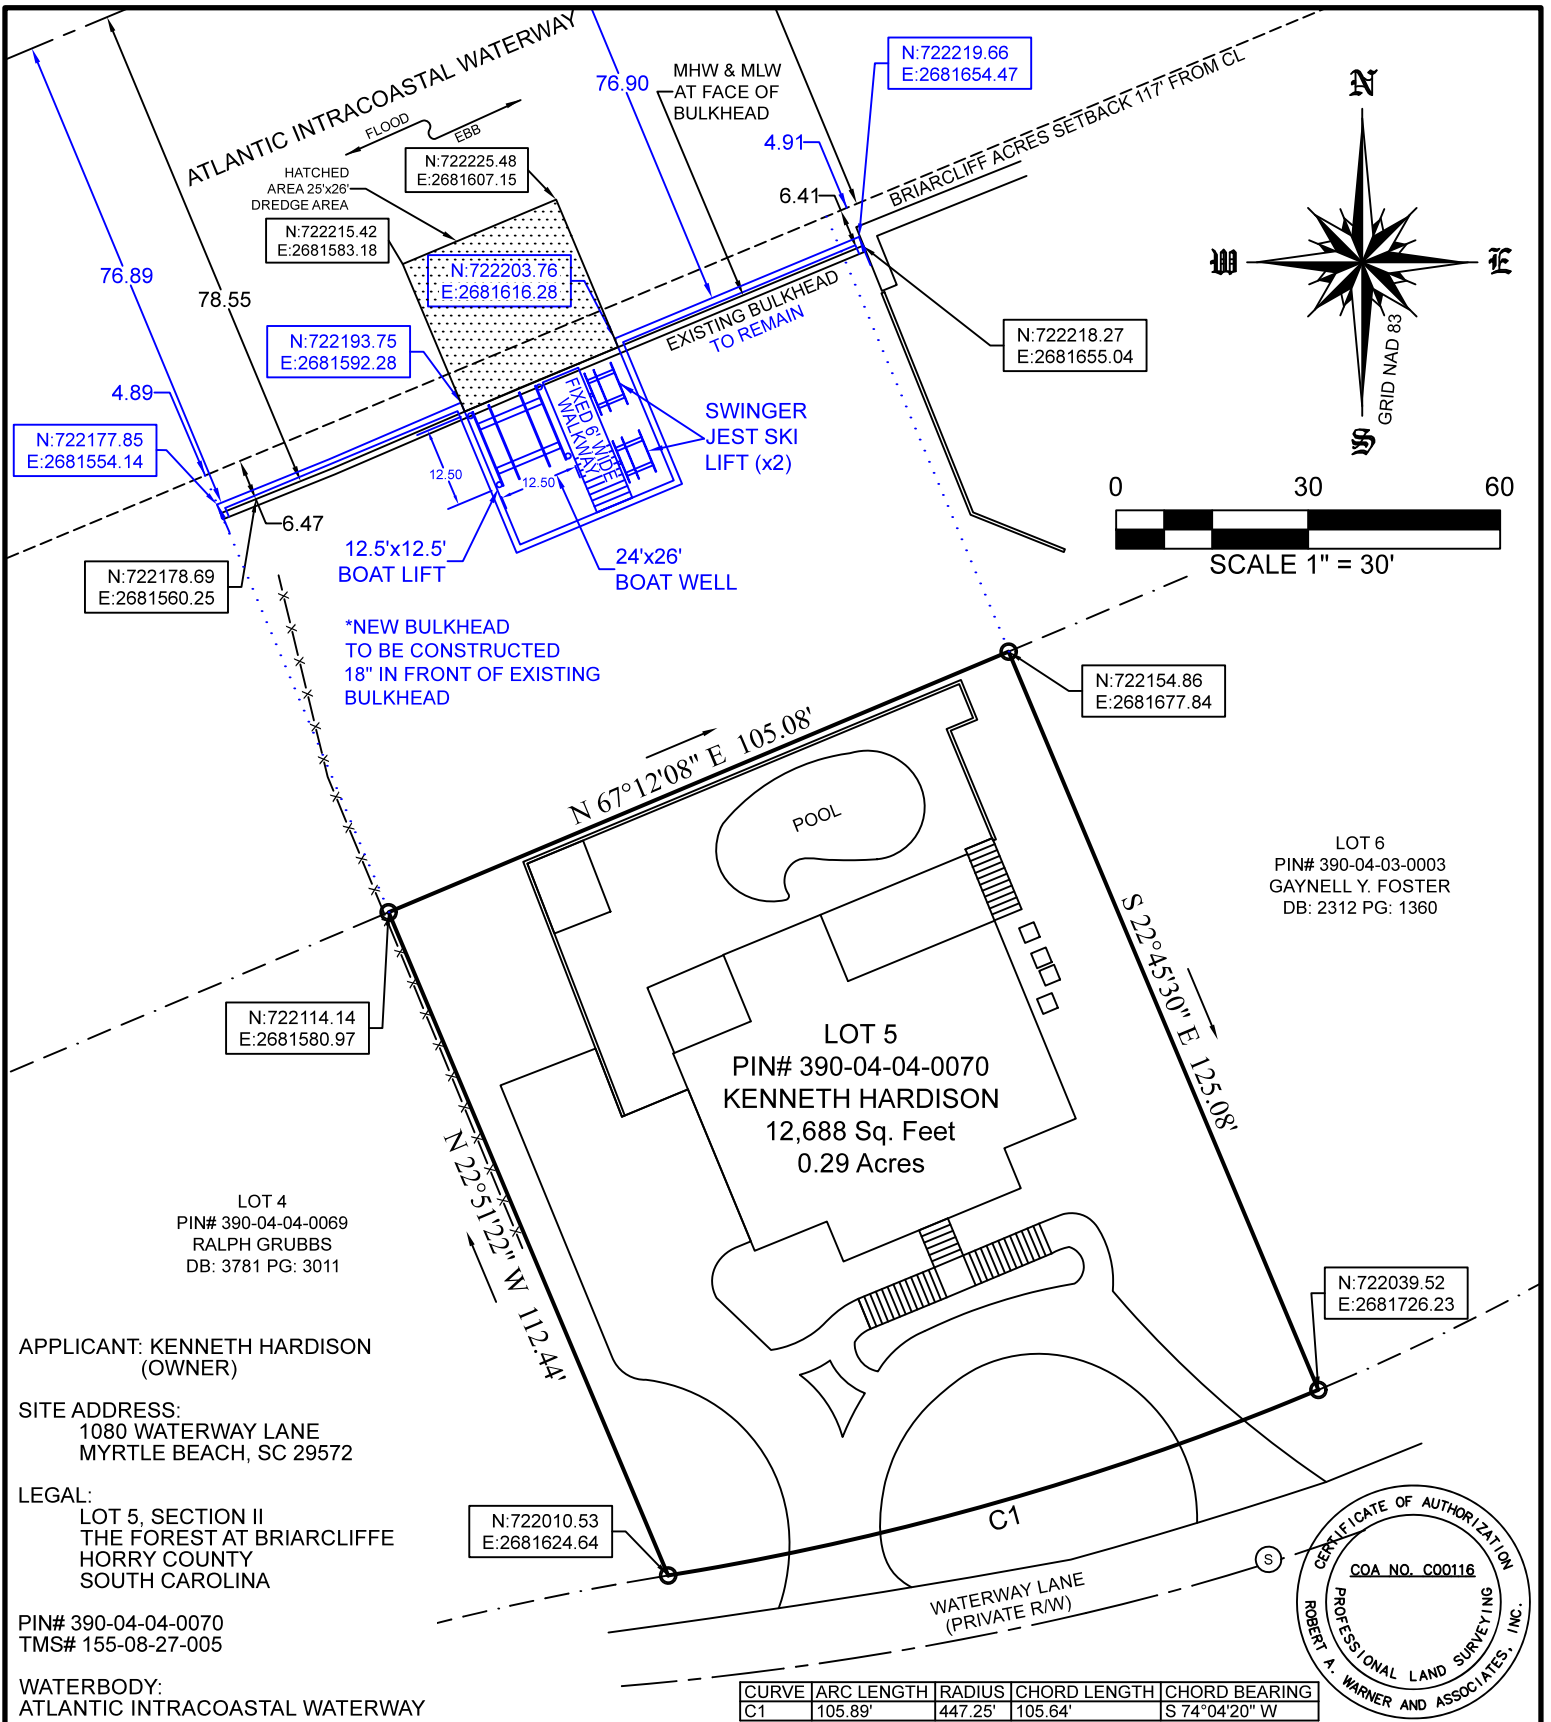 ATLANTIC INTRACOASTAL WATERWAY
FLOOD
EBB
HATCHED
AREA 25'x26'
DREDGE AREA
N:722225.48
E:2681607.15
N:722215.42
E:2681583.18
76.90
MHW & MLW
AT FACE OF
BULKHEAD
N:722219.66
E:2681654.47
4.91
6.41
BRIARCLIFF ACRES SETBACK 117' FROM CL
N
W
E
S
GRID NAD 83
76.89
78.55
N:722203.76
E:2681616.28
N:722193.75
E:2681592.28
EXISTING BULKHEAD
TO REMAIN
N:722218.27
E:2681655.04
4.89
N:722177.85
E:2681554.14
6.47
12.50
12.50
FIXED 6' WIDE
WALKWAY
SWINGER
JEST SKI
LIFT (x2)
0 30 60
SCALE 1" = 30'
N:722178.69
E:2681560.25
12.5'x12.5'
BOAT LIFT
24'x26'
BOAT WELL
*NEW BULKHEAD
TO BE CONSTRUCTED
18" IN FRONT OF EXISTING
BULKHEAD
N:722154.86
E:2681677.84
N 67°12'08" E 105.08'
POOL
LOT 6
PIN# 390-04-03-0003
GAYNELL Y. FOSTER
DB: 2312 PG: 1360
S 22°45'30" E 125.08'
N:722114.14
E:2681580.97
LOT 5
PIN# 390-04-04-0070
KENNETH HARDISON
12,688 Sq. Feet
0.29 Acres
N 22°51'22" W 112.44'
LOT 4
PIN# 390-04-04-0069
RALPH GRUBBS
DB: 3781 PG: 3011
N:722039.52
E:2681726.23
APPLICANT: KENNETH HARDISON
(OWNER)
SITE ADDRESS:
1080 WATERWAY LANE
MYRTLE BEACH, SC 29572
LEGAL:
LOT 5, SECTION II
THE FOREST AT BRIARCLIFFE
HORRY COUNTY
SOUTH CAROLINA
PIN# 390-04-04-0070
TMS# 155-08-27-005
WATERBODY:
ATLANTIC INTRACOASTAL WATERWAY
N:722010.53
E:2681624.64
C1
WATERWAY LANE
(PRIVATE R/W)
S
CERTIFICATE OF AUTHORIZATION
COA NO. C00116
PROFESSIONAL LAND SURVEYING
ROBERT A. WARNER AND ASSOCIATES, INC.
CURVE ARC LENGTH RADIUS CHORD LENGTH CHORD BEARING
C1 105.89' 447.25' 105.64' S 74°04'20" W